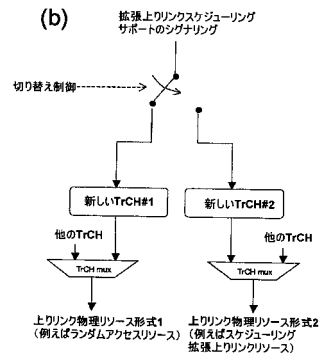 (b)
拡張上りリンクスケジューリング
サポートのシグナリング
切り替え制御
新しいTrCH#1
新しいTrCH#2
他のTrCH
他のTrCH
TrCH mux
TrCH mux
上りリンク物理リソース形式1
(例えばランダムアクセスリソース)
上りリンク物理リソース形式2
(例えばスケジューリング
拡張上りリンクリソース)